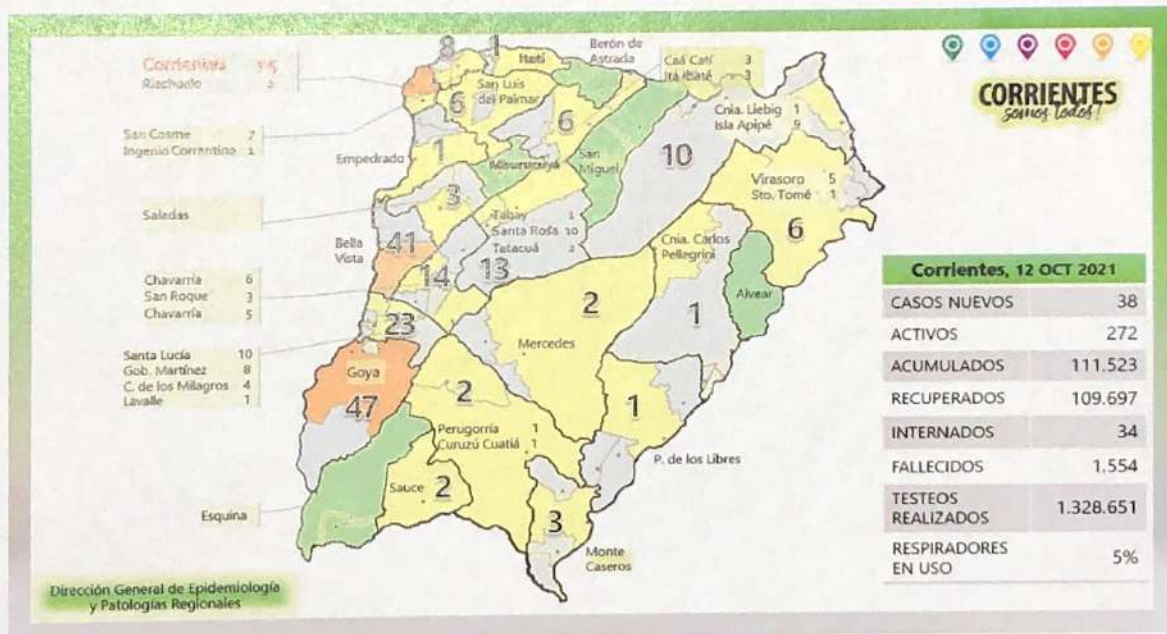 Corrientes
Riachuelo
San Cosme 2
Ingenio Correntino 1
Empedrado
Saladas
Bella
Vista
Chavarría 6
San Roque 3
Chavarría 5
Santa Lucía 10
Gob. Martínez 8
C. de los Milagros 4
Lavalle 1
Esquina
8
1
Itatí
Berón de
Astrada
Caá Catí 3
Itá Ibaté 3
6
San Luis
del Palmar
6
1
Mburucuyá
San
Miguel
10
Cnia. Liebig 1
Isla Apipé 9
Virasoro 5
Sto. Tomé 1
6
3
Tabay 1
Santa Rosa 10
Tatacuá 2
13
41
14
23
Cnia. Carlos
Pellegrini
1
Alvear
2
Mercedes
Goya
47
2
Perugorría 1
Curuzú Cuatiá 1
1
P. de los Libres
Sauce 2
3
Monte
Caseros
CORRIENTES
somos todos!
Corrientes, 12 OCT 2021
CASOS NUEVOS 38
ACTIVOS 272
ACUMULADOS 111.523
RECUPERADOS 109.697
INTERNADOS 34
FALLECIDOS 1.554
TESTEOS
REALIZADOS 1.328.651
RESPIRADORES
EN USO 5%
Dirección General de Epidemiología
y Patologías Regionales